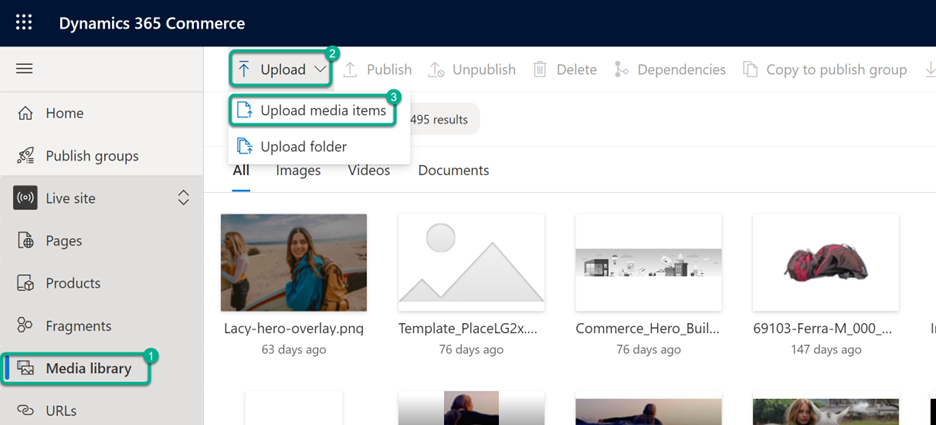 Dynamics 365 Commerce
2
Upload
Publish
Unpublish
Delete
Dependencies
Copy to publish group
3
Upload media items
495 results
Upload folder
Home
Publish groups
Live site
Pages
Products
Fragments
1
Media library
URLs
All
Images
Videos
Documents
Lacy-hero-overlay.png
63 days ago
Template_PlaceLG2x....
76 days ago
Commerce_Hero_Buil...
76 days ago
69103-Ferra-M_000_...
147 days ago